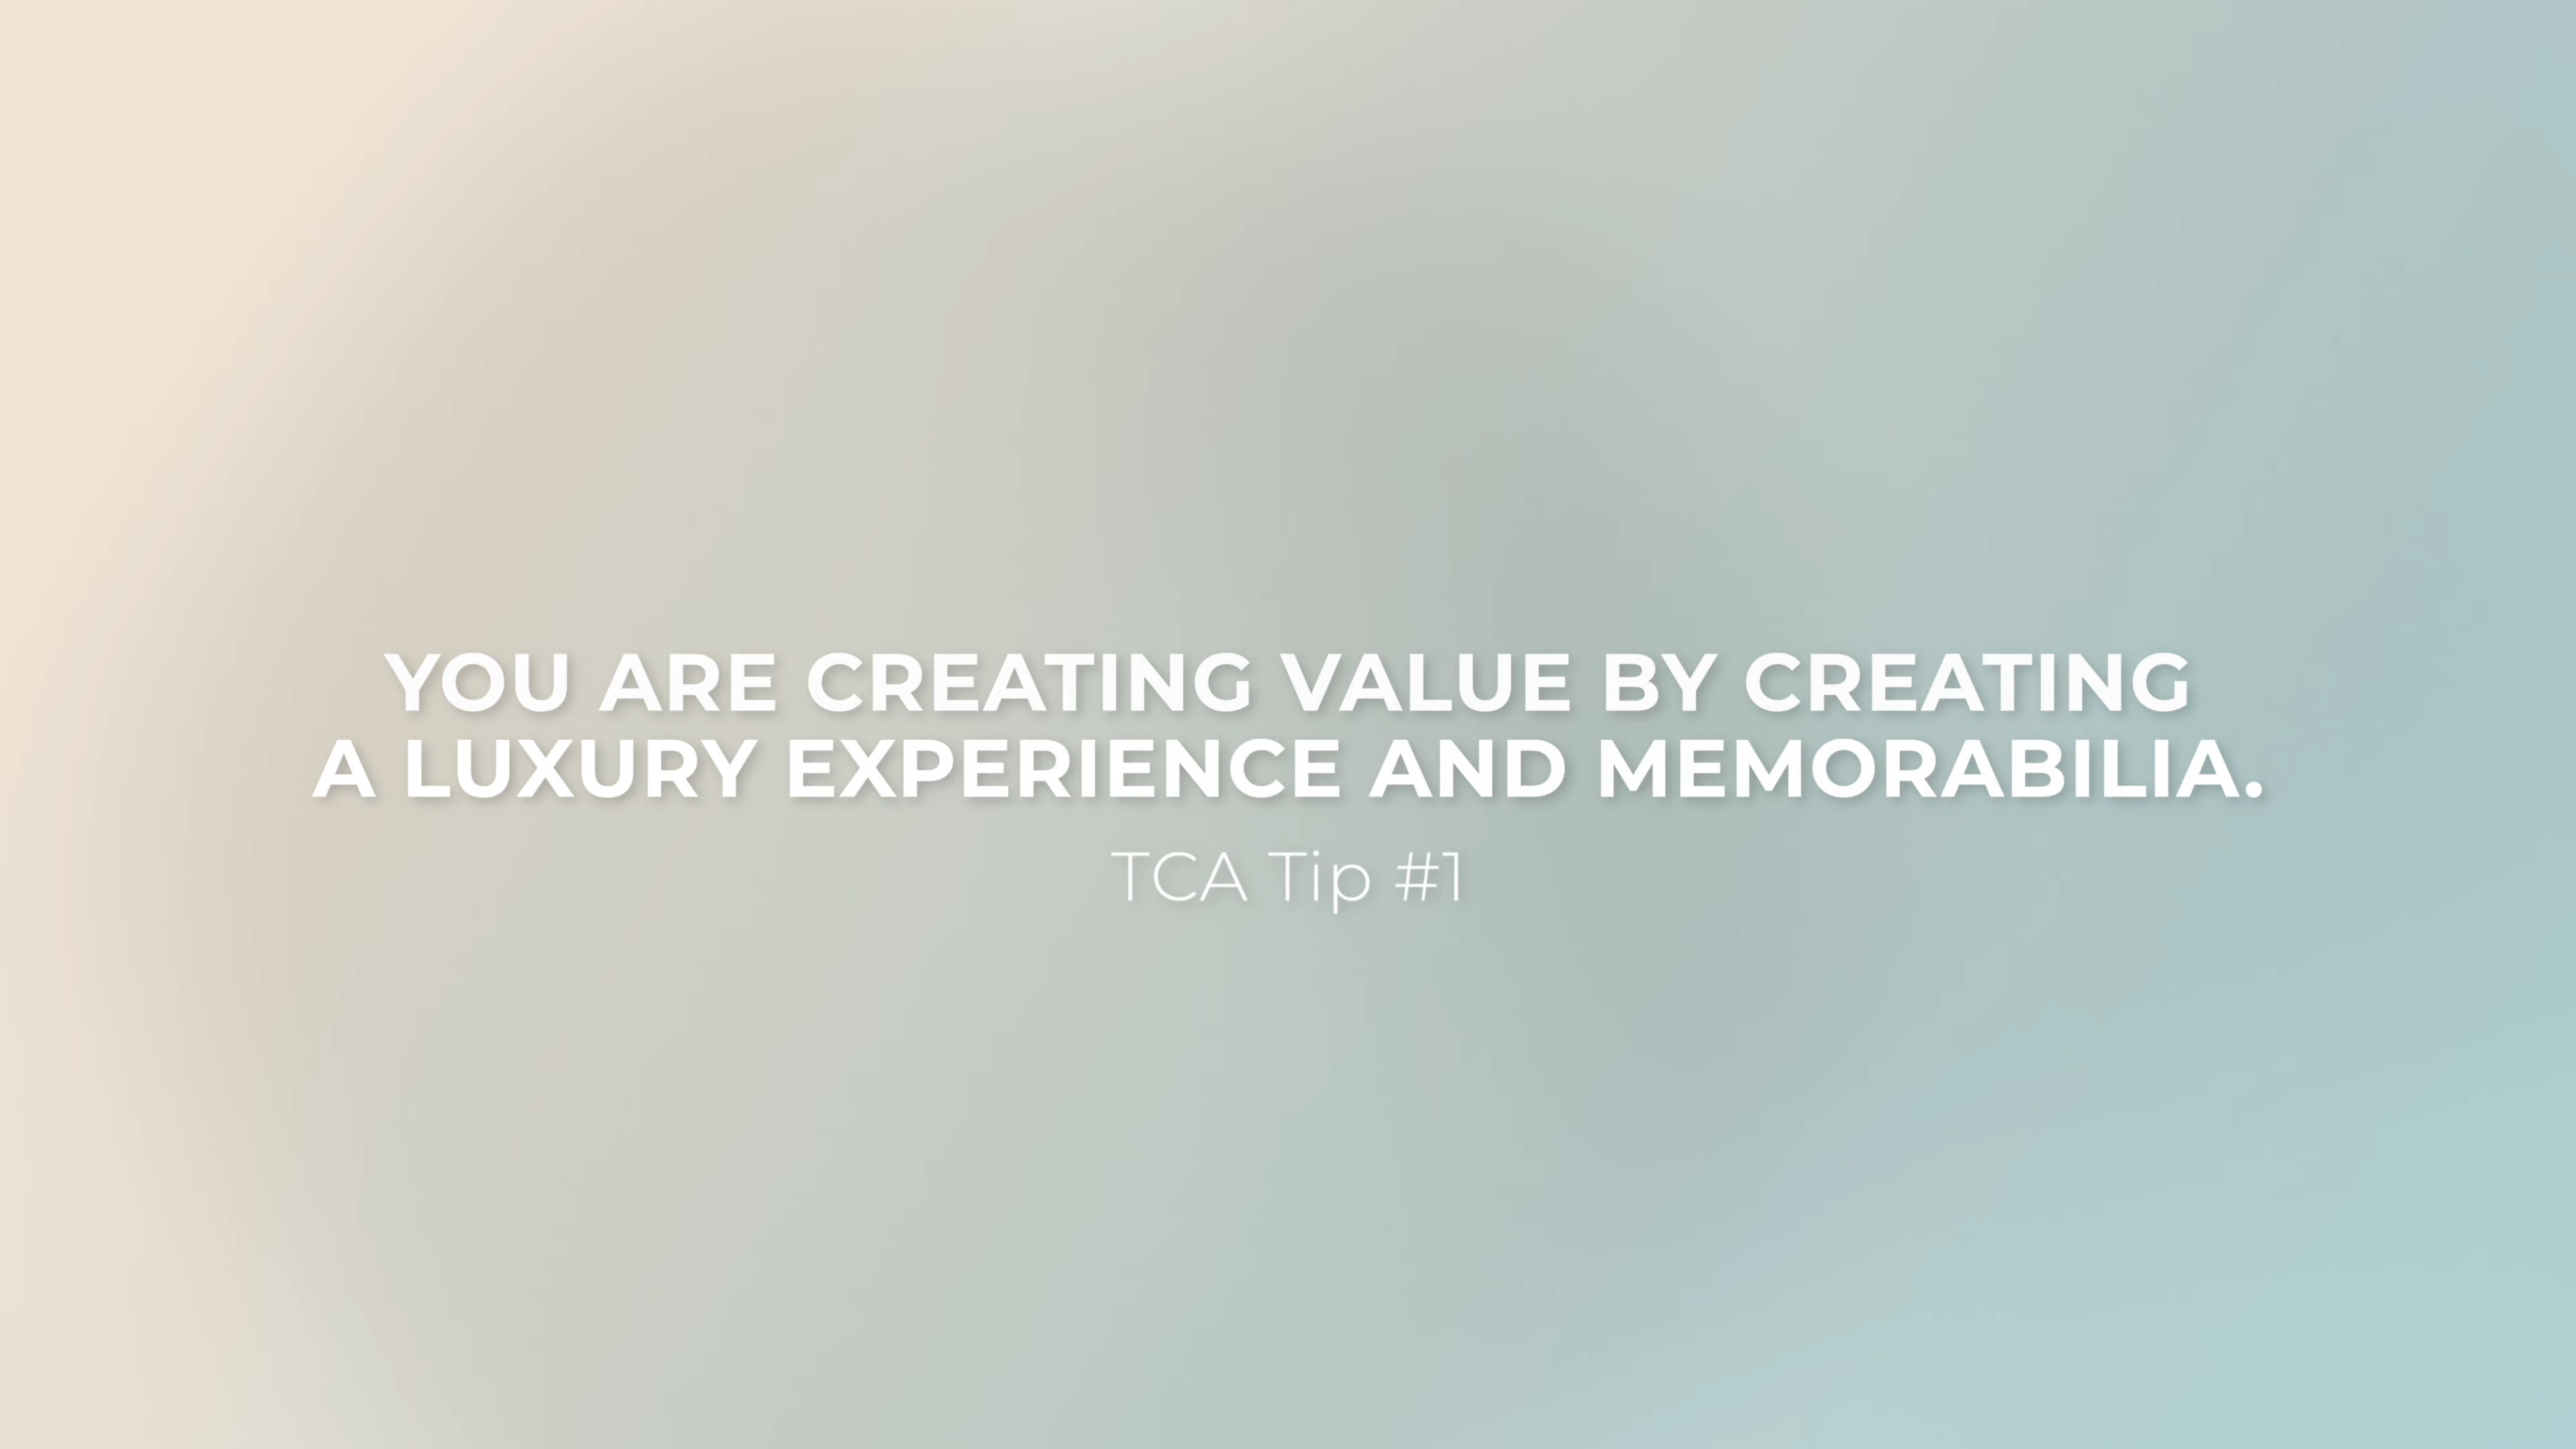 YOU ARE CREATING VALUE BY CREATING
A LUXURY EXPERIENCE AND MEMORABILIA.
TCA Tip #1